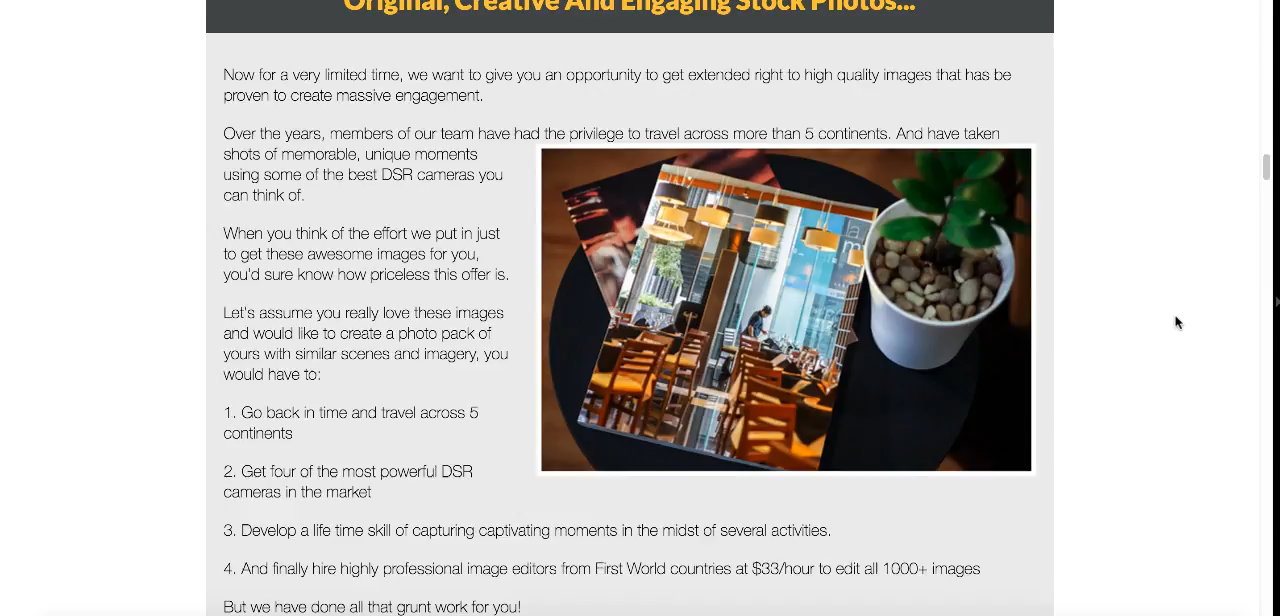 Original, Creative And Engaging Stock Photos...
Now for a very limited time, we want to give you an opportunity to get extended right to high quality images that has be
proven to create massive engagement.
Over the years, members of our team have had the privilege to travel across more than 5 continents. And have taken
shots of memorable, unique moments
using some of the best DSR cameras you
can think of.
When you think of the effort we put in just
to get these awesome images for you,
you'd sure know how priceless this offer is.
Let's assume you really love these images
and would like to create a photo pack of
yours with similar scenes and imagery, you
would have to:
1. Go back in time and travel across 5
continents
2. Get four of the most powerful DSR
cameras in the market
3. Develop a life time skill of capturing captivating moments in the midst of several activities.
4. And finally hire highly professional image editors from First World countries at $33/hour to edit all 1000+ images
But we have done all that grunt work for you!